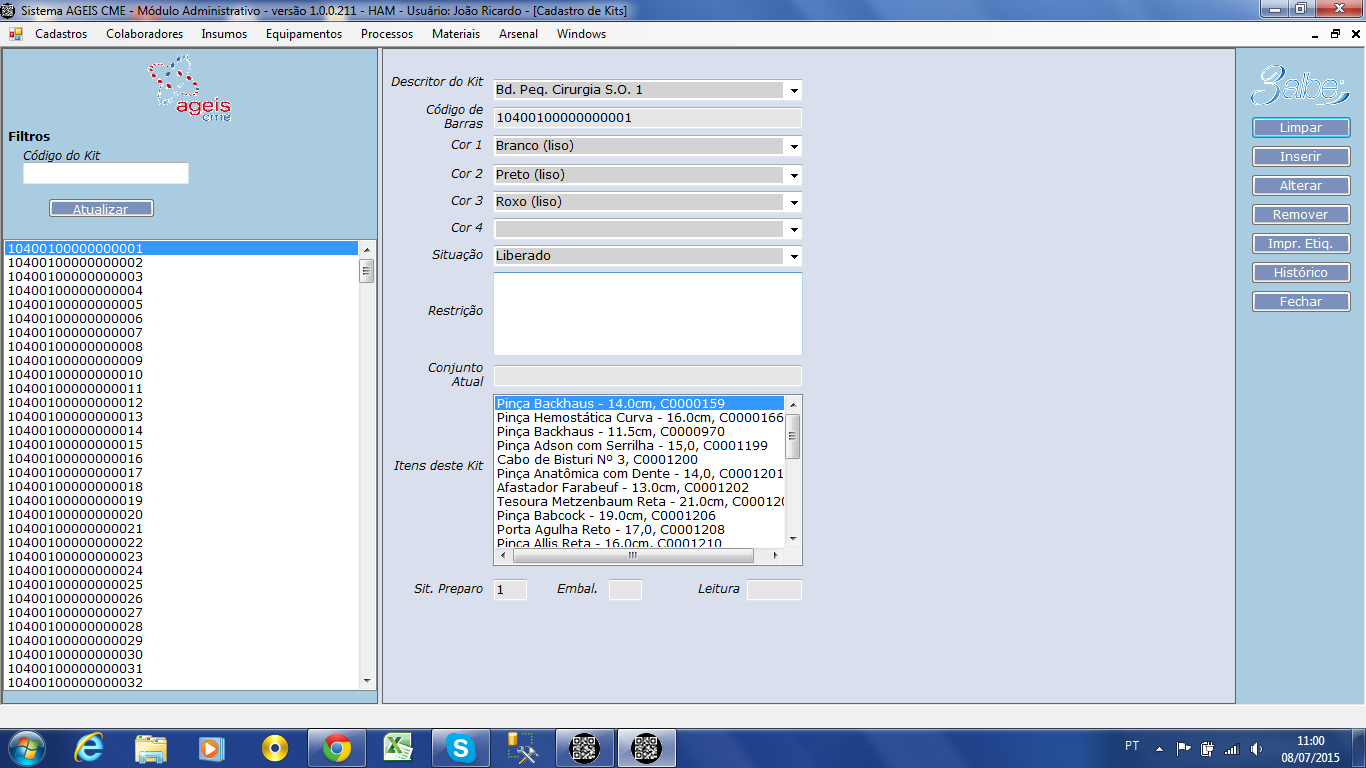 Sistema AGEIS CME - Módulo Administrativo - versão 1.0.0.211 - HAM - Usuário: João Ricardo - [Cadastro de Kits]
Cadastros Colaboradores Insumos Equipamentos Processos Materiais Arsenal Windows
ageis
cme
Filtros
Código do Kit
Atualizar
10400100000000001
10400100000000002
10400100000000003
10400100000000004
10400100000000005
10400100000000006
10400100000000007
10400100000000008
10400100000000009
10400100000000010
10400100000000011
10400100000000012
10400100000000013
10400100000000014
10400100000000015
10400100000000016
10400100000000017
10400100000000018
10400100000000019
10400100000000020
10400100000000021
10400100000000022
10400100000000023
10400100000000024
10400100000000025
10400100000000026
10400100000000027
10400100000000028
10400100000000029
10400100000000030
10400100000000031
10400100000000032
Descritor do Kit Bd. Peq. Cirurgia S.O. 1
Código de
Barras 10400100000000001
Cor 1 Branco (liso)
Cor 2 Preto (liso)
Cor 3 Roxo (liso)
Cor 4
Situação Liberado
Restrição
Conjunto
Atual
Itens deste Kit
Pinça Backhaus - 14.0cm, C0000159
Pinça Hemostática Curva - 16.0cm, C0000166
Pinça Backhaus - 11.5cm, C0000970
Pinça Adson com Serrilha - 15,0, C0001199
Cabo de Bisturi Nº 3, C0001200
Pinça Anatômica com Dente - 14,0, C0001201
Afastador Farabeuf - 13.0cm, C0001202
Tesoura Metzenbaum Reta - 21.0cm,
Pinça Babcock - 19.0cm, C0001206
Porta Agulha Reto - 17,0, C0001208
Pinça Allis Reta - 16.0cm, C0001210
Sit. Preparo 1 Embal. Leitura
3albe
Limpar
Inserir
Alterar
Remover
Impr. Etiq.
Histórico
Fechar
PT
11:00
08/07/2015